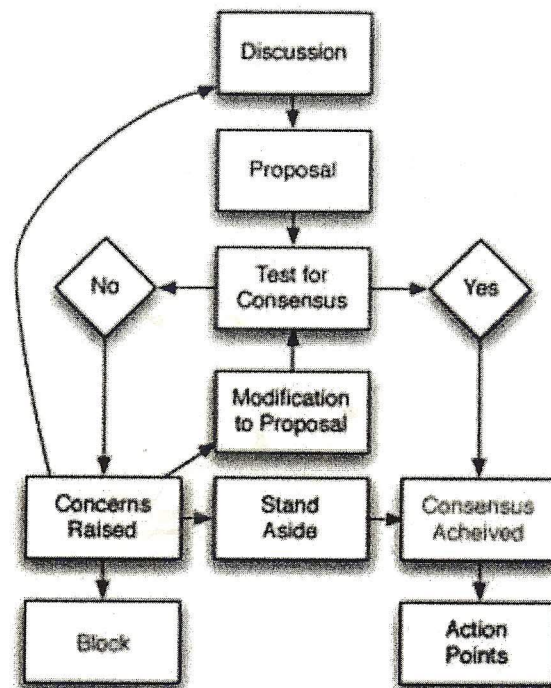 Discussion
Proposal
No
Test for
Consensus
Yes
Modification
to Proposal
Concerns
Raised
Stand
Aside
Consensus
Acheived
Block
Action
Points